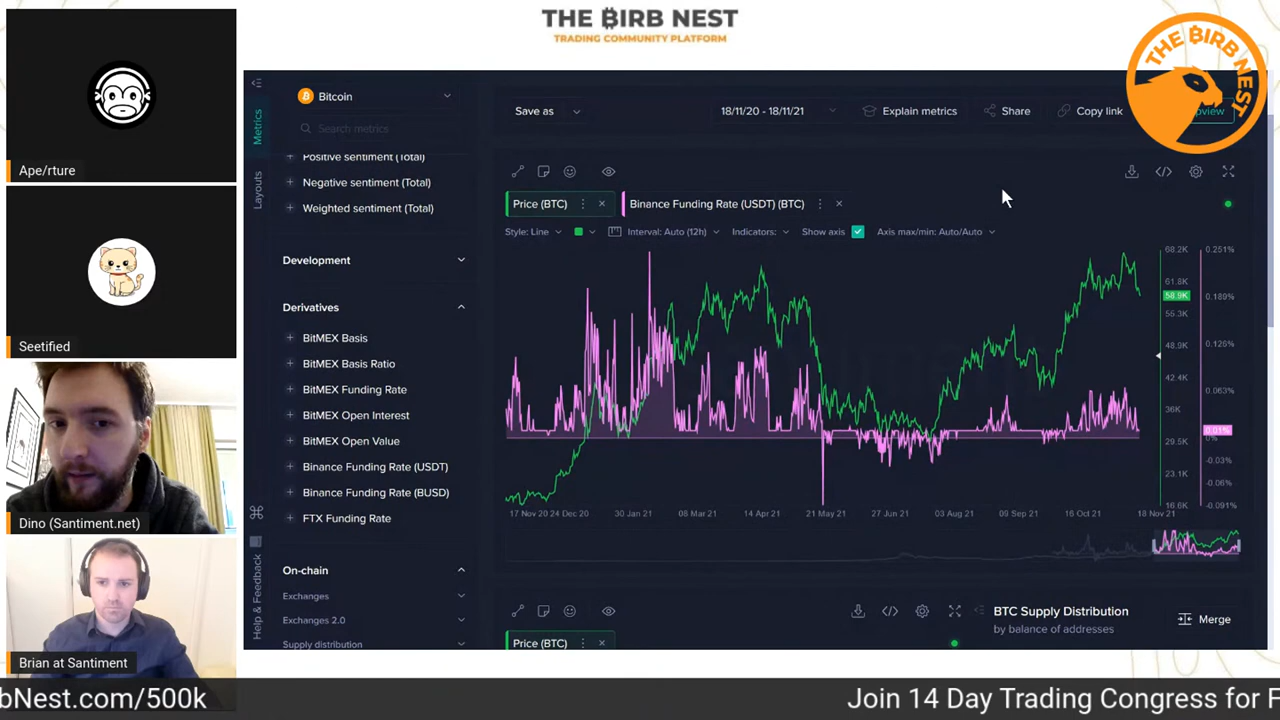 THE BIRB NEST
TRADING COMMUNITY PLATFORM
THE BIRB NEST
Ape/rture
Seetified
Dino (Santiment.net)
Brian at Santiment
Metrics
Layouts
Help & Feedback
Bitcoin
Search metrics
Positive sentiment (Total)
Negative sentiment (Total)
Weighted sentiment (Total)
Development
Derivatives
BitMEX Basis
BitMEX Basis Ratio
BitMEX Funding Rate
BitMEX Open Interest
BitMEX Open Value
Binance Funding Rate (USDT)
Binance Funding Rate (BUSD)
FTX Funding Rate
On-chain
Exchanges
Exchanges 2.0
Supply distribution
Save as
18/11/20 - 18/11/21
Explain metrics
Share
Copy link
Price (BTC)
Binance Funding Rate (USDT) (BTC)
Style: Line
Interval: Auto (12h)
Indicators:
Show axis
Axis max/min: Auto/Auto
68.2K 0.251%
61.8K 0.189%
58.9K
55.3K
48.9K 0.126%
42.4K 0.063%
36K
0.01%
29.5K 0%
-0.03%
23.1K -0.06%
16.6K -0.091%
17 Nov 20 24 Dec 20 30 Jan 21 08 Mar 21 14 Apr 21 21 May 21 27 Jun 21 03 Aug 21 09 Sep 21 16 Oct 21 18 Nov 21
BTC Supply Distribution
by balance of addresses
Merge
Price (BTC)
bNest.com/500k
Join 14 Day Trading Congress for F